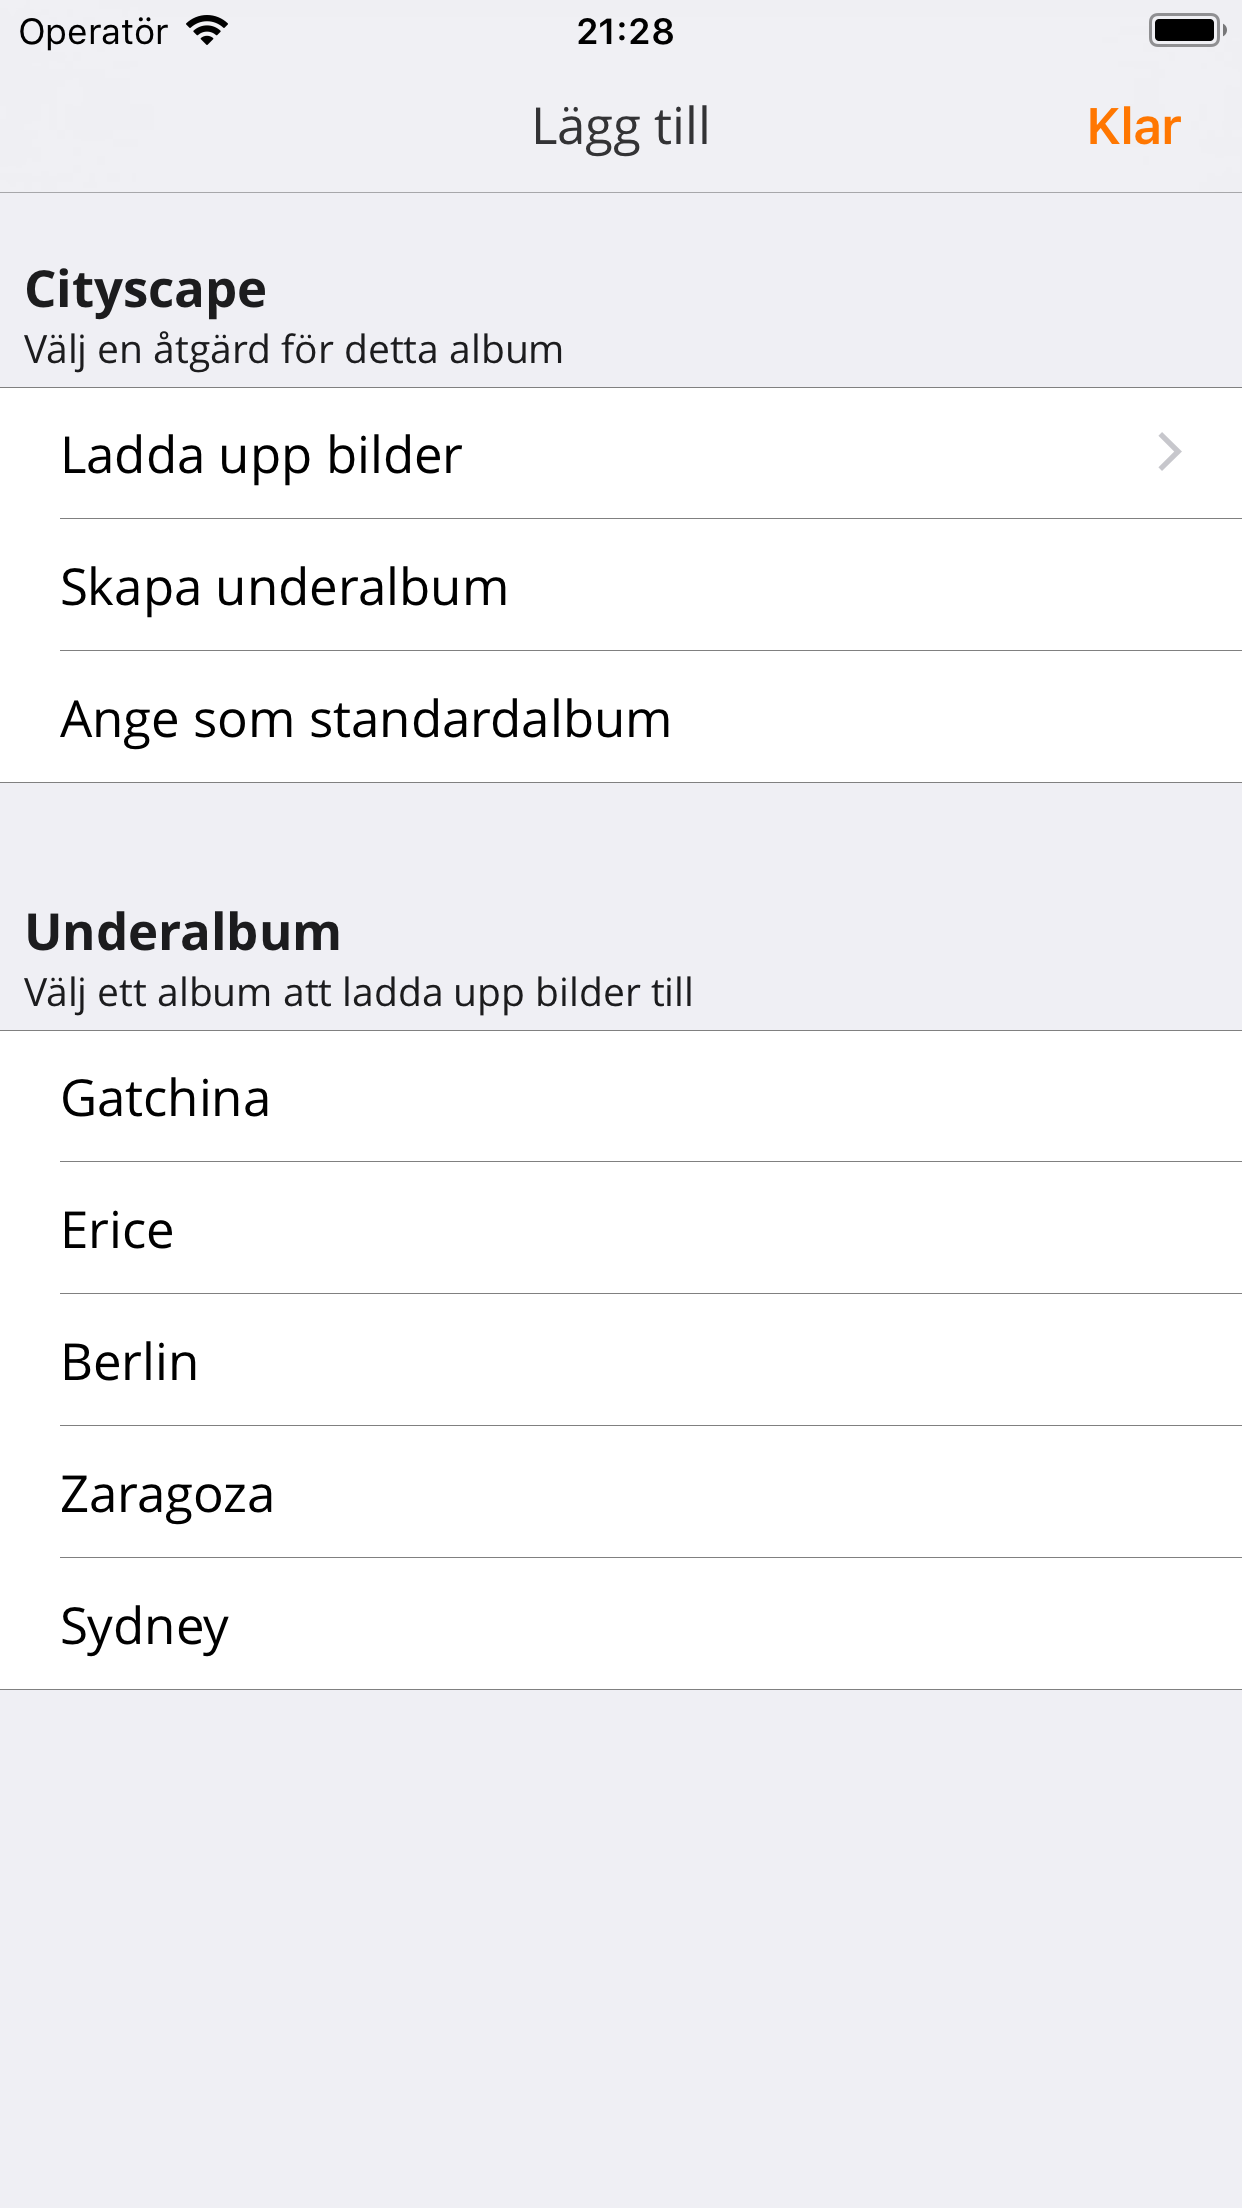 Operatör
21:28
Lägg till
Klar
Cityscape
Välj en åtgärd för detta album
Ladda upp bilder
Skapa underalbum
Ange som standardalbum
Underalbum
Välj ett album att ladda upp bilder till
Gatchina
Erice
Berlin
Zaragoza
Sydney